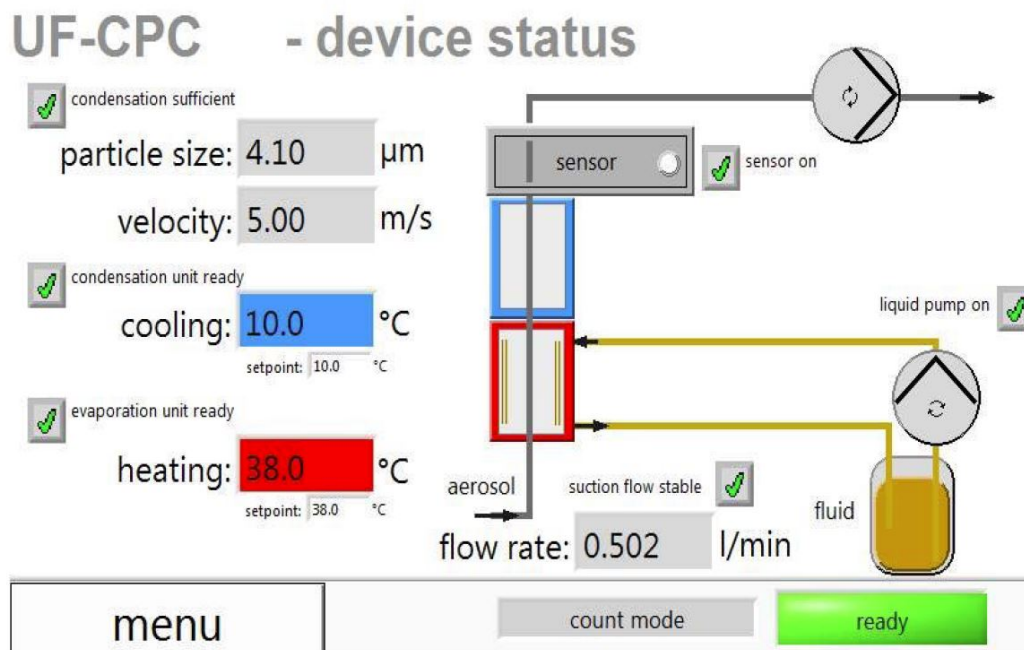 UF-CPC - device status
condensation sufficient
particle size: 4.10 µm
velocity: 5.00 m/s
condensation unit ready
cooling: 10.0 °C
setpoint: 10.0 °C
evaporation unit ready
heating: 38.0 °C
setpoint: 38.0 °C
sensor
sensor on
liquid pump on
aerosol
suction flow stable
fluid
flow rate: 0.502 l/min
menu
count mode
ready